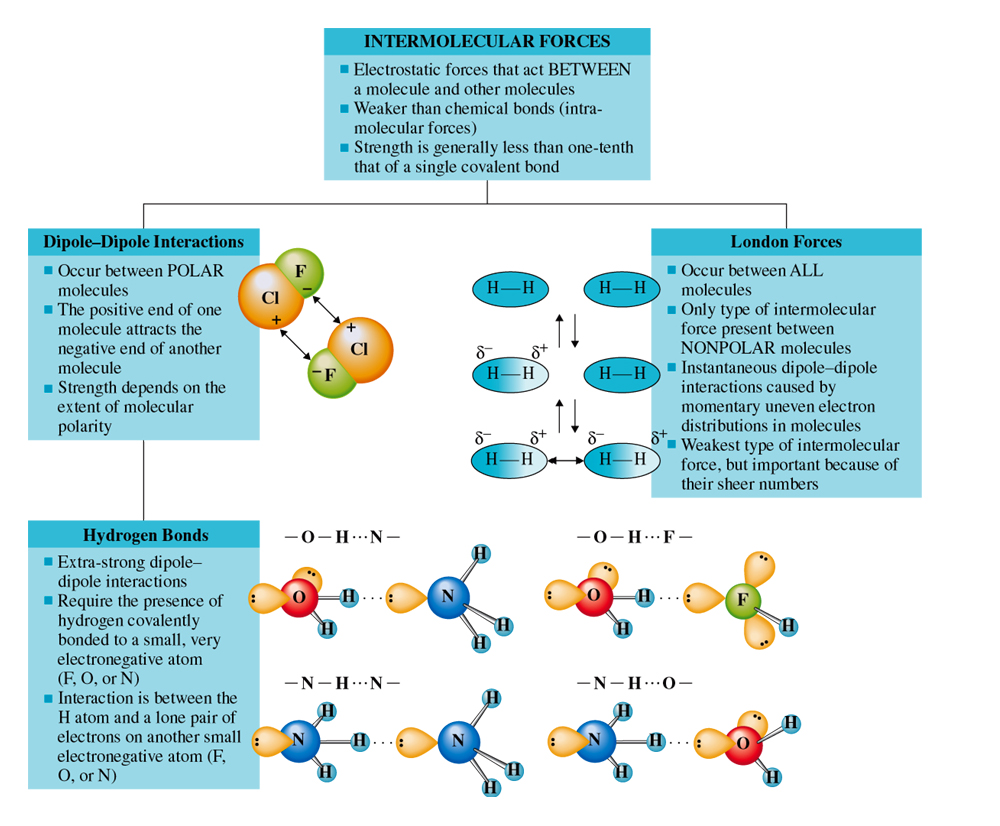 INTERMOLECULAR FORCES
Electrostatic forces that act BETWEEN
a molecule and other molecules
Weaker than chemical bonds (intra-
molecular forces)
Strength is generally less than one-tenth
that of a single covalent bond
Dipole–Dipole Interactions
Occur between POLAR
molecules
The positive end of one
molecule attracts the
negative end of another
molecule
Strength depends on the
extent of molecular
polarity
F
−
Cl
+
+
Cl
−F
H—H
H—H
δ− δ+
H—H
H—H
δ− δ+ δ− δ+
H—H
H—H
London Forces
Occur between ALL
molecules
Only type of intermolecular
force present between
NONPOLAR molecules
Instantaneous dipole–dipole
interactions caused by
momentary uneven electron
distributions in molecules
Weakest type of intermolecular
force, but important because of
their sheer numbers
Hydrogen Bonds
Extra-strong dipole–
dipole interactions
Require the presence of
hydrogen covalently
bonded to a small, very
electronegative atom
(F, O, or N)
Interaction is between the
H atom and a lone pair of
electrons on another small
electronegative atom (F,
O, or N)
—O—H···N—
O H H N H H H
—O—H···F—
O H H F H
—N—H···N—
N H H H N H H H
—N—H···O—
N H H H O H H